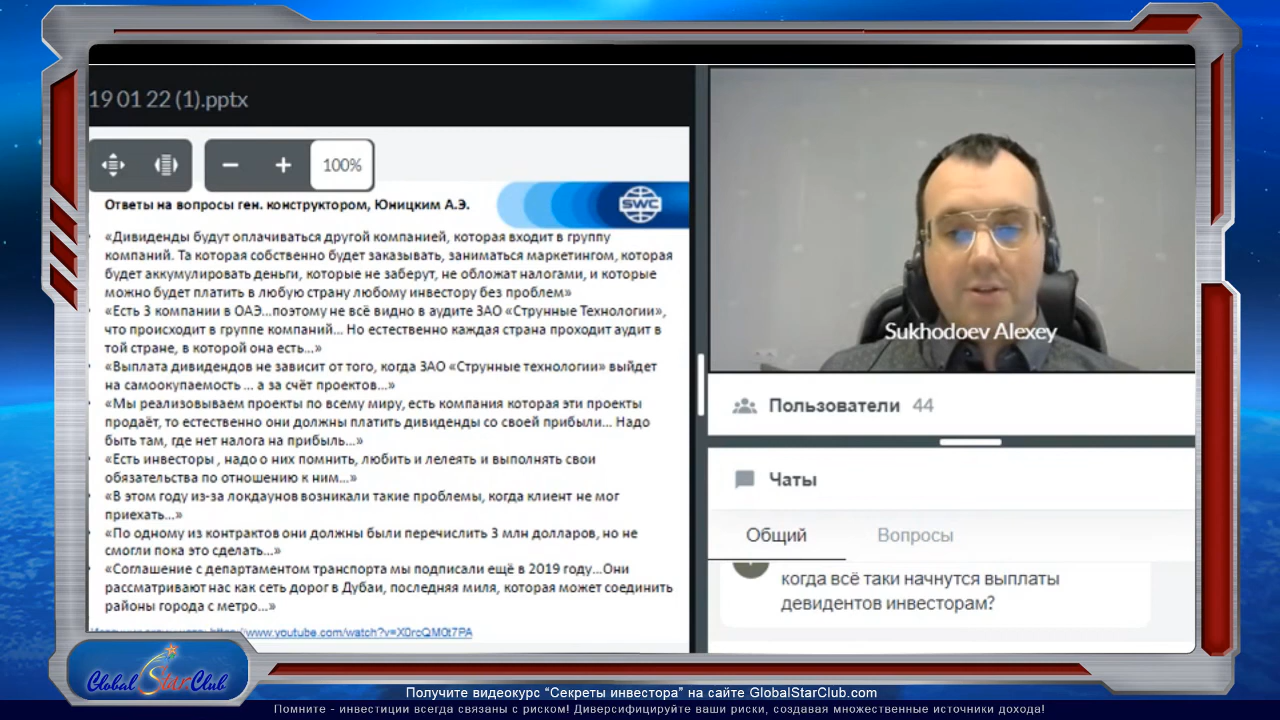 19 01 22 (1).pptx
100%
Ответы на вопросы ген. конструктором, Юницким А.Э.
SWC
«Дивиденды будут оплачиваться другой компанией, которая входит в группу
компаний. Та которая собственно будет заказывать, заниматься маркетингом, которая
будет аккумулировать деньги, которые не заберут, не обложат налогами, и которые
можно будет платить в любую страну любому инвестору без проблем»
«Есть 3 компании в ОАЭ...поэтому не всё видно в аудите ЗАО «Струнные Технологии»,
что происходит в группе компаний... Но естественно каждая страна проходит аудит в
той стране, в которой она есть...»
«Выплата дивидендов не зависит от того, когда ЗАО «Струнные технологии» выйдет
на самоокупаемость ... а за счёт проектов...»
«Мы реализовываем проекты по всему миру, есть компания которая эти проекты
продаёт, то естественно они должны платить дивиденды со своей прибыли... Надо
быть там, где нет налога на прибыль...»
«Есть инвесторы , надо о них помнить, любить и лелеять и выполнять свои
обязательства по отношению к ним...»
«В этом году из-за локдаунов возникали такие проблемы, когда клиент не мог
приехать...»
«По одному из контрактов они должны были перечислить 3 млн долларов, но не
смогли пока это сделать...»
«Соглашение с департаментом транспорта мы подписали ещё в 2019 году...Они
рассматривают нас как сеть дорог в Дубаи, последняя миля, которая может соединить
районы города с метро...»
www.youtube.com/watch?v=X0rcQM0t7PA
Sukhodoev Alexey
Пользователи 44
Чаты
Общий Вопросы
когда всё таки начнутся выплаты
девидентов инвесторам?
Global Star Club
Получите видеокурс "Секреты инвестора" на сайте GlobalStarClub.com
Помните - инвестиции всегда связаны с риском! Диверсифицируйте ваши риски, создавая множественные источники дохода!